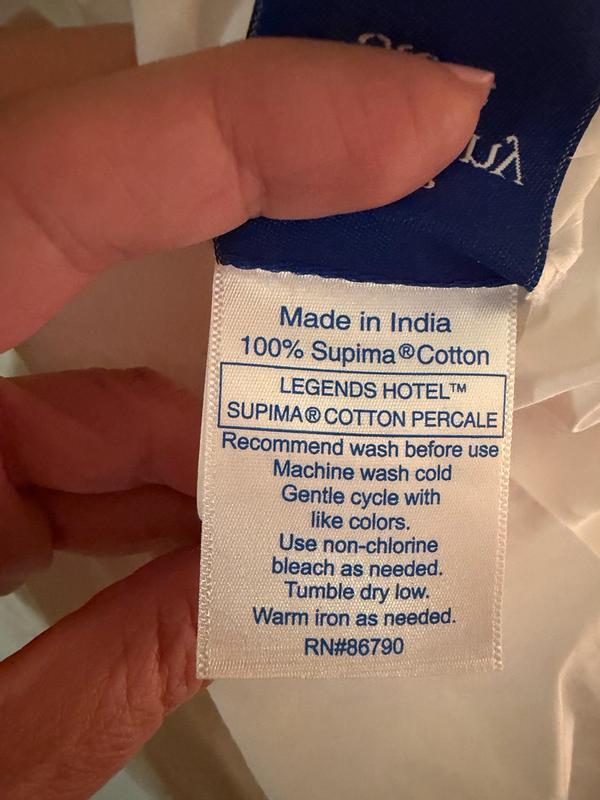 Made in India
100% Supima®Cotton
LEGENDS HOTEL™
SUPIMA® COTTON PERCALE
Recommend wash before use
Machine wash cold
Gentle cycle with
like colors.
Use non-chlorine
bleach as needed.
Tumble dry low.
Warm iron as needed.
RN#86790